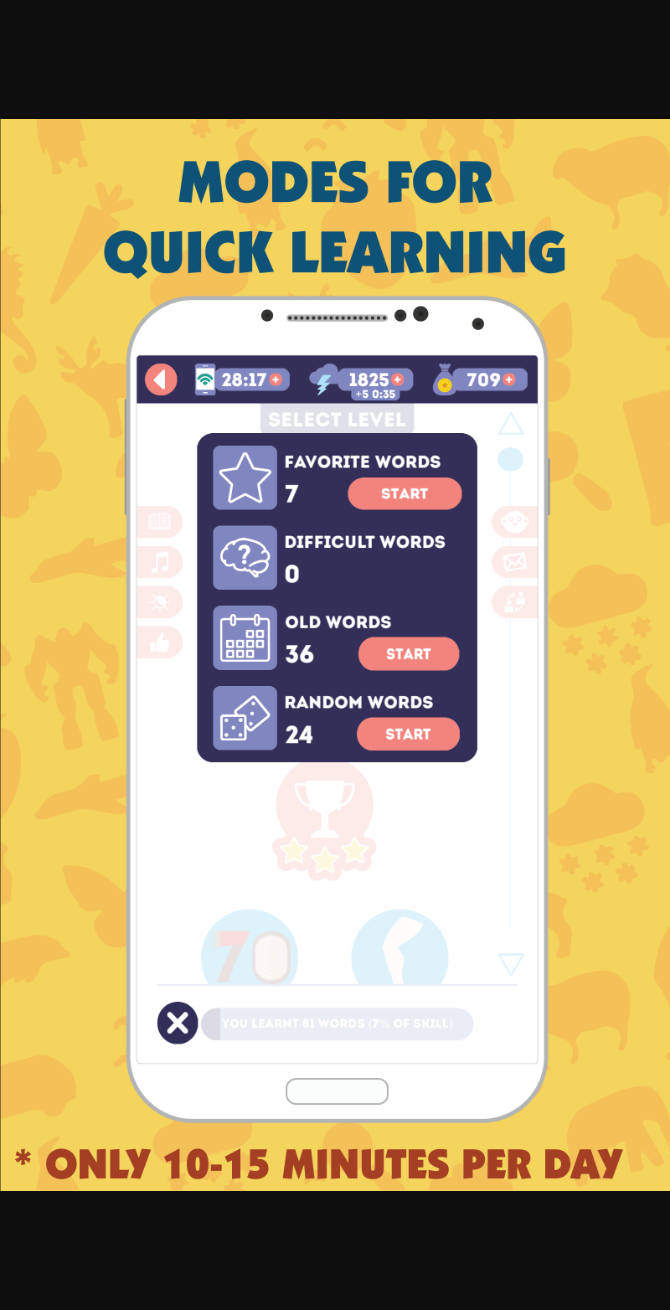 MODES FOR
QUICK LEARNING
28:17
1825
709
+5 0:35
SELECT LEVEL
FAVORITE WORDS
7 START
DIFFICULT WORDS
0
OLD WORDS
36 START
RANDOM WORDS
24 START
70
YOU LEARNT 81 WORDS (7% OF SKILL)
* ONLY 10-15 MINUTES PER DAY